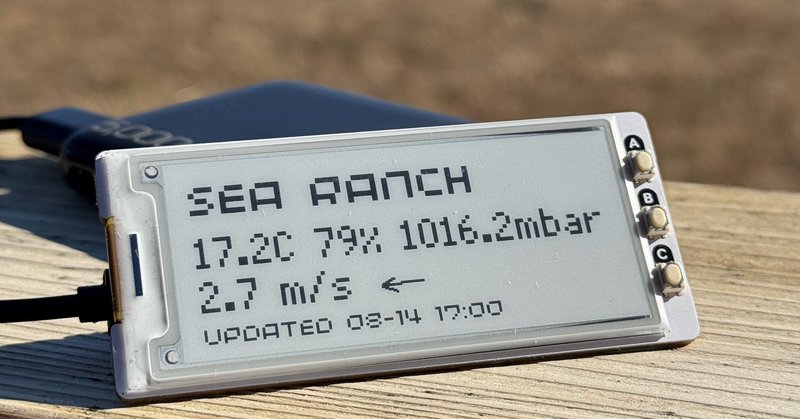 SEA RANCH
17.2C 79% 1016.2mbar
2.7 m/s ←
UPDATED 08-14 17:00
A
B
C